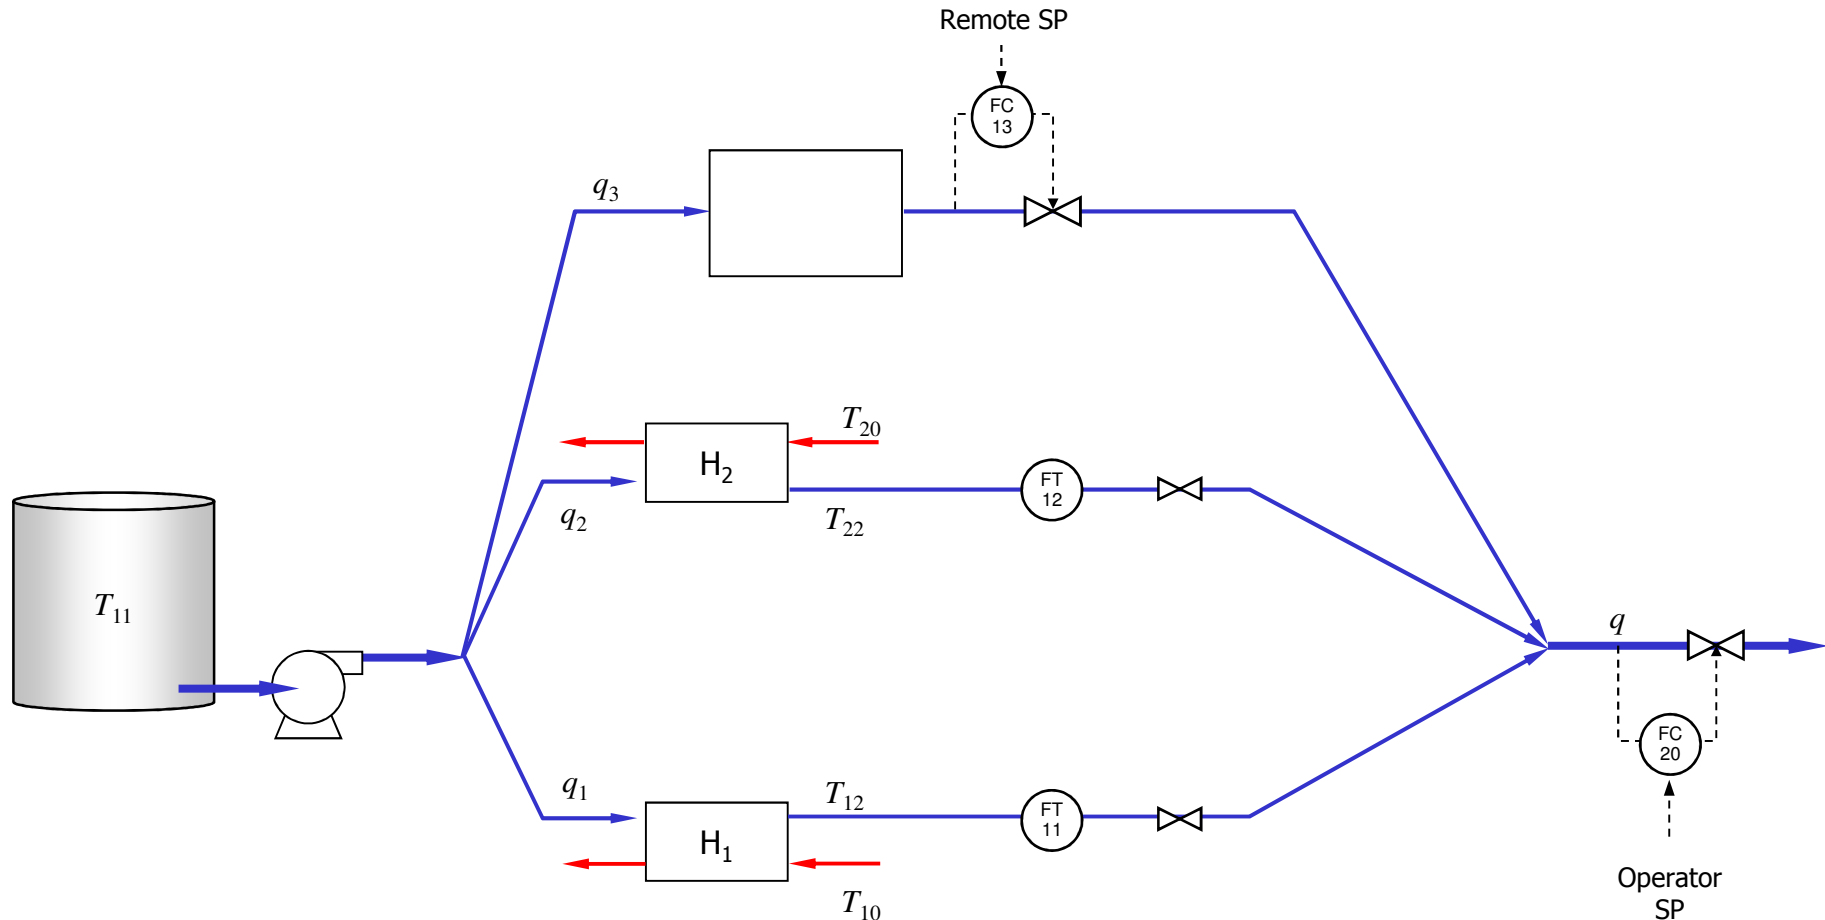 Remote SP
FC
13
q₃
T₂₀
H₂
FT
12
q₂
T₂₂
T₁₁
q
FC
20
q₁
T₁₂
H₁
FT
11
T₁₀
Operator
SP